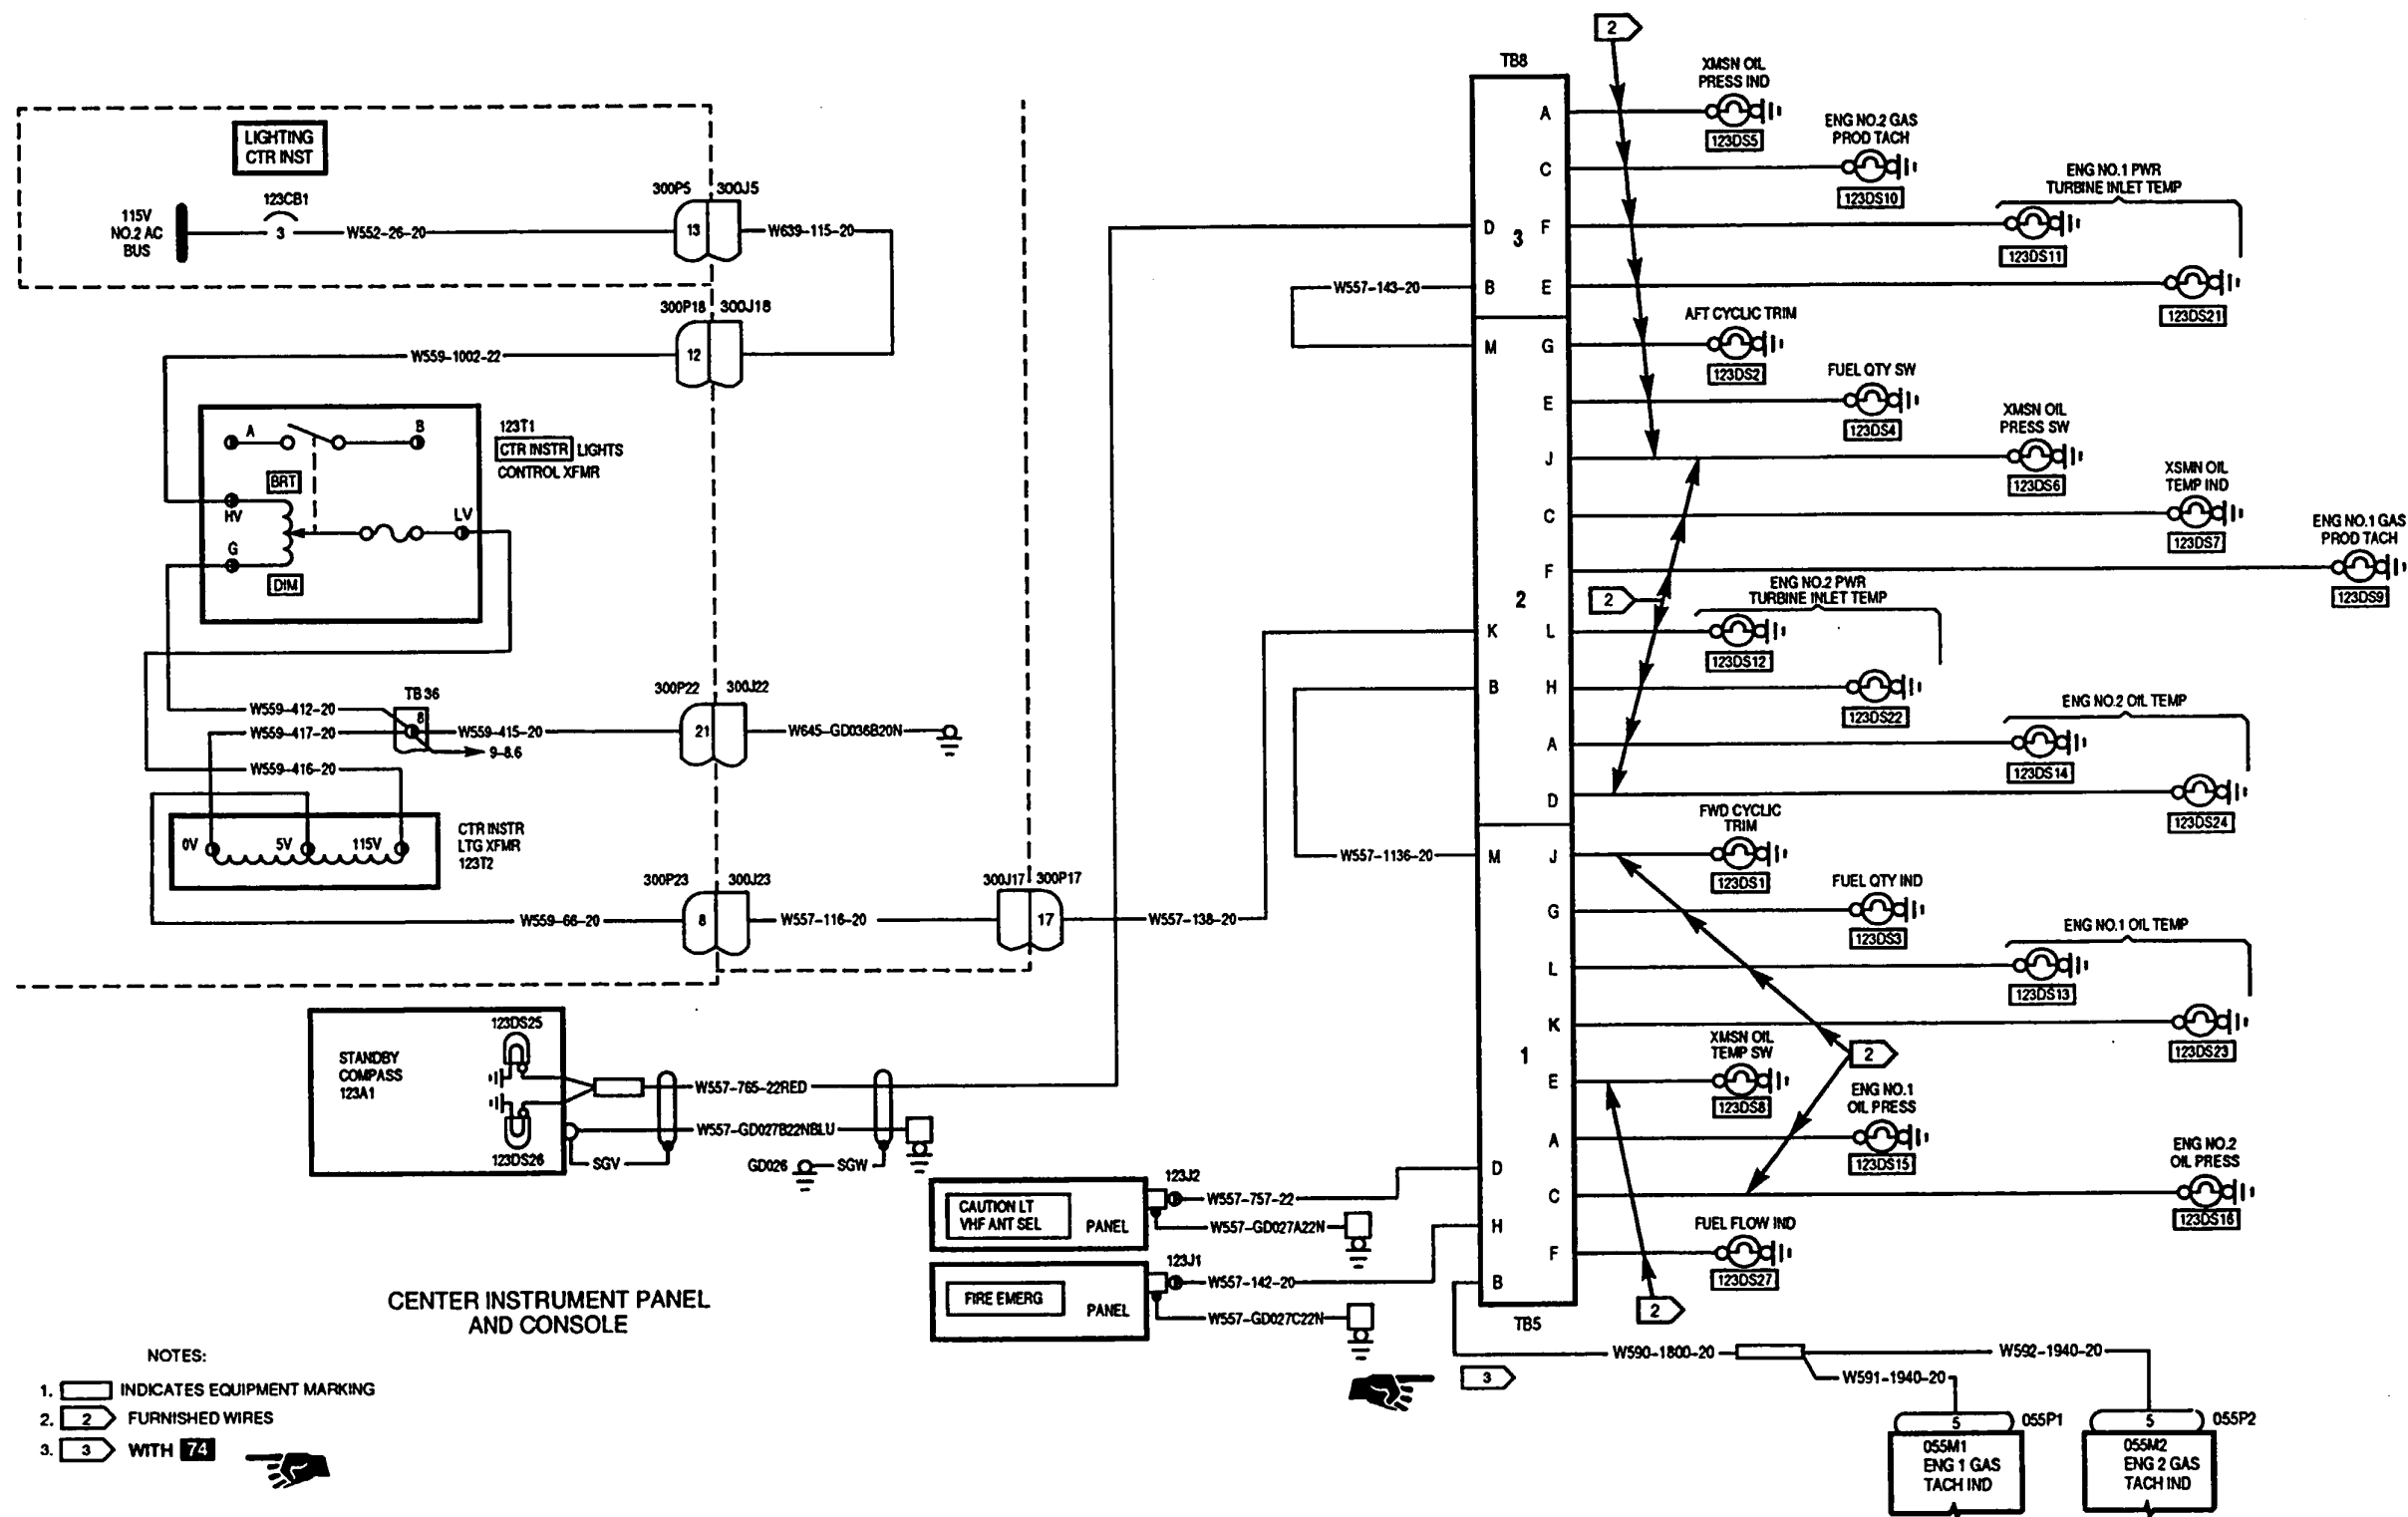 LIGHTING
CTR INST
123CB1
3
115V
NO.2 AC
BUS
W552-26-20
300P5
300J5
13
W639-115-20
300P18
300J18
12
W559-1002-22
A
B
BRT
HV
G
DIM
LV
123T1
CTR INSTR LIGHTS
CONTROL XFMR
W559-412-20
TB 36
8
W559-417-20
W559-415-20
9-8.6
W559-416-20
300P22
300J22
21
W645-GD036B20N
0V
5V
115V
CTR INSTR
LTG XFMR
123T2
W559-66-20
300P23
300J23
8
W557-116-20
300J17
300P17
17
W557-138-20
STANDBY
COMPASS
123A1
123DS25
123DS26
W557-765-22RED
W557-GD027B22NBLU
SGV
GD026
SGW
CAUTION LT
VHF ANT SEL
PANEL
123J2
W557-757-22
W557-GD027A22N
FIRE EMERG
PANEL
123J1
W557-142-20
W557-GD027C22N
CENTER INSTRUMENT PANEL
AND CONSOLE
NOTES:
1. INDICATES EQUIPMENT MARKING
2. 2 FURNISHED WIRES
3. 3 WITH 74
TB8
2
D
3
B
W557-143-20
M
2
K
B
W557-1136-20
M
1
D
H
B
TB5
A
XMSN OIL
PRESS IND
123DS5
C
ENG NO.2 GAS
PROD TACH
123DS10
F
ENG NO.1 PWR
TURBINE INLET TEMP
123DS11
E
123DS21
G
AFT CYCLIC TRIM
123DS2
E
FUEL QTY SW
123DS4
J
XMSN OIL
PRESS SW
123DS6
C
XSMN OIL
TEMP IND
123DS7
F
ENG NO.1 GAS
PROD TACH
123DS9
2
L
ENG NO.2 PWR
TURBINE INLET TEMP
123DS12
H
123DS22
A
ENG NO.2 OIL TEMP
123DS14
D
123DS24
J
FWD CYCLIC
TRIM
123DS1
G
FUEL QTY IND
123DS3
L
ENG NO.1 OIL TEMP
123DS13
K
123DS23
2
E
XMSN OIL
TEMP SW
123DS8
A
ENG NO.1
OIL PRESS
123DS15
C
ENG NO.2
OIL PRESS
123DS16
F
FUEL FLOW IND
123DS27
2
3
W590-1800-20
W592-1940-20
W591-1940-20
5
055P1
055M1
ENG 1 GAS
TACH IND
5
055P2
055M2
ENG 2 GAS
TACH IND